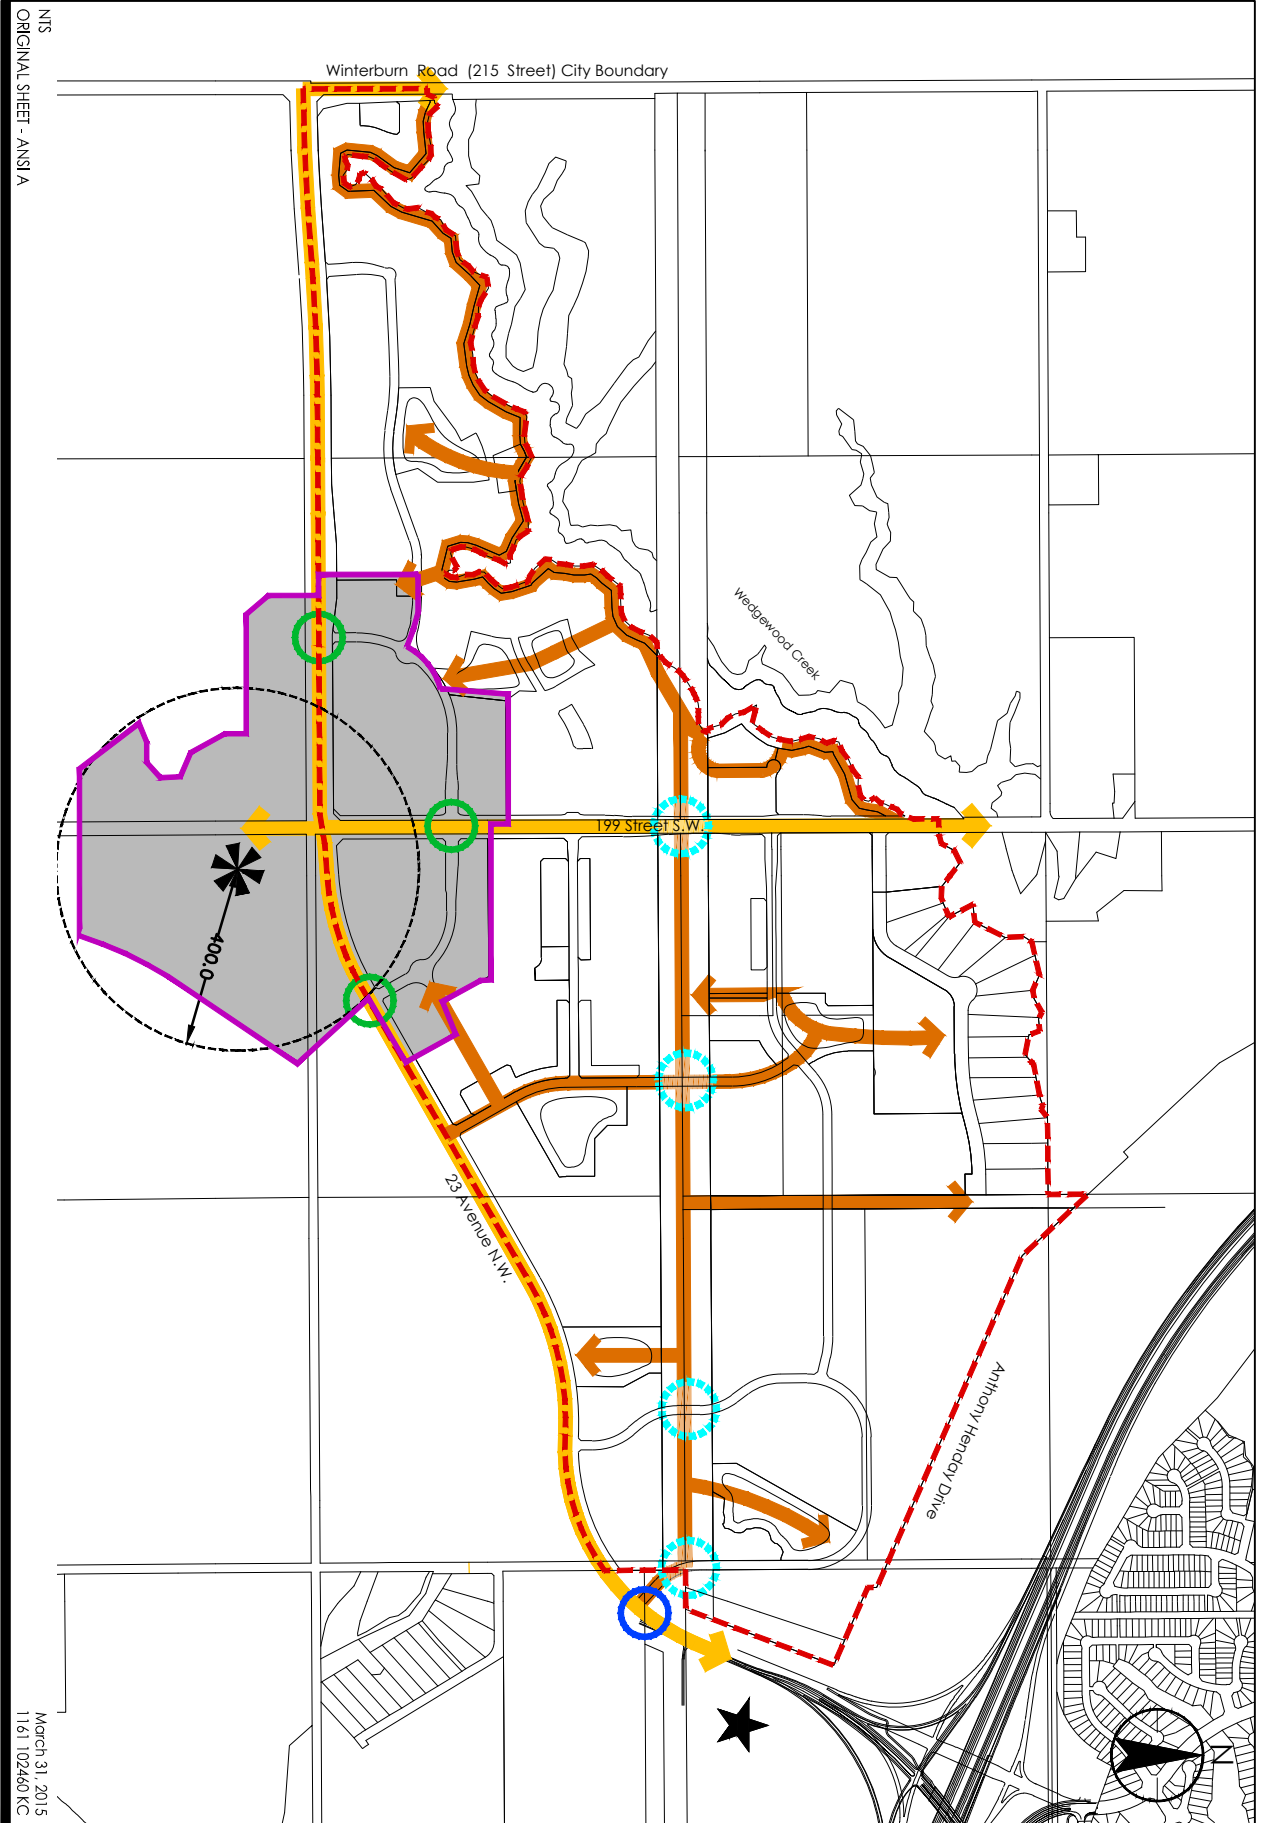 NTS
ORIGINAL SHEET - ANSI A
Winterburn Road (215 Street) City Boundary
Wedgewood Creek
199 Street S.W.
400.0
23 Avenue N.W.
Anthony Henday Drive
N
March 31, 2015
1161 102460 KC